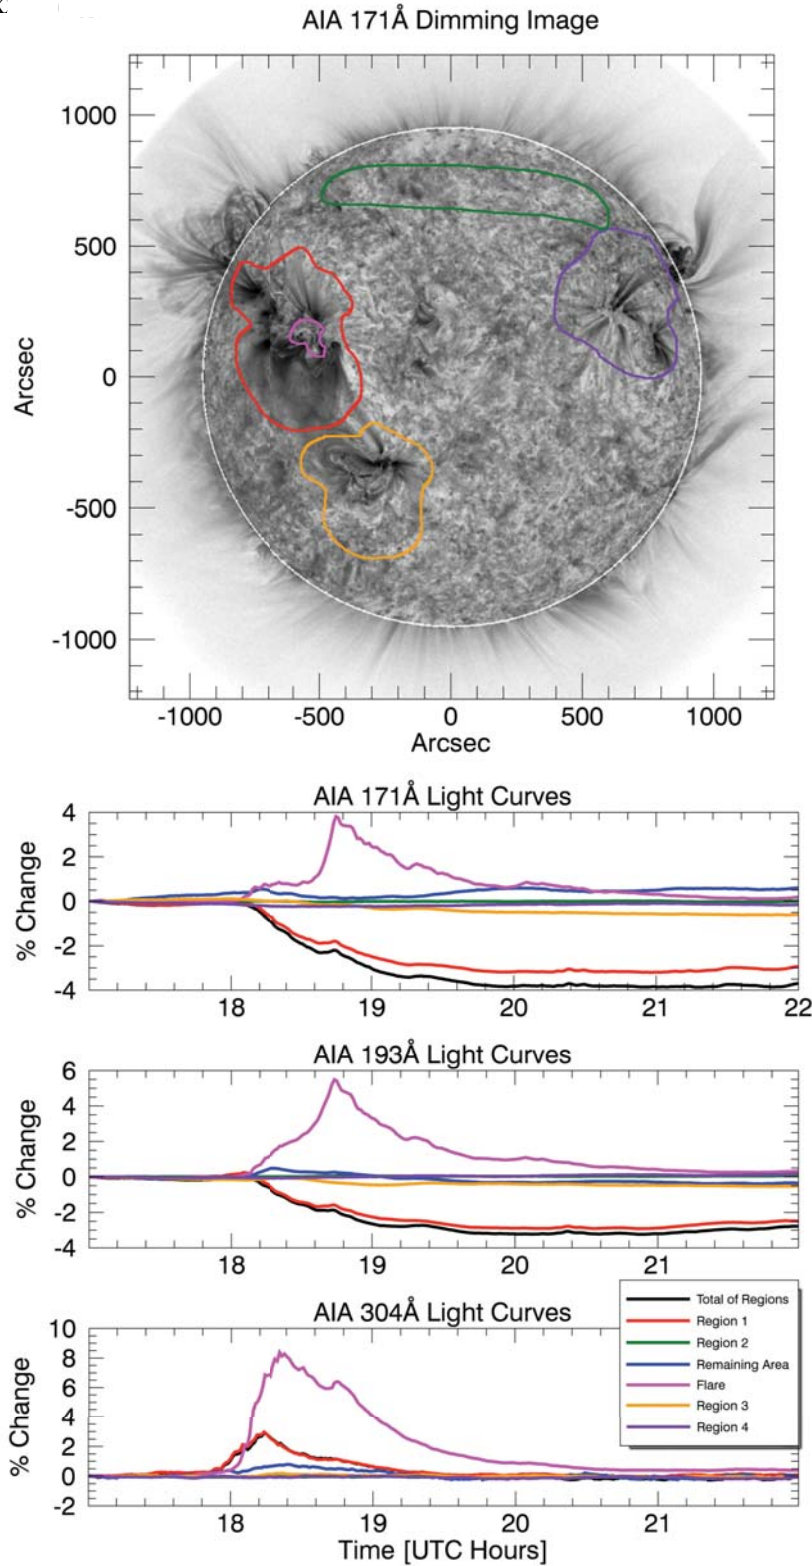 AIA 171Å Dimming Image
1000
500
0
-500
-1000
Arcsec
-1000 -500 0 500 1000
Arcsec
AIA 171Å Light Curves
4
2
0
-2
-4
% Change
18 19 20 21 22
AIA 193Å Light Curves
6
4
2
0
-2
-4
% Change
18 19 20 21
AIA 304Å Light Curves
10
8
6
4
2
0
-2
% Change
Total of Regions
Region 1
Region 2
Remaining Area
Flare
Region 3
Region 4
18 19 20 21
Time [UTC Hours]